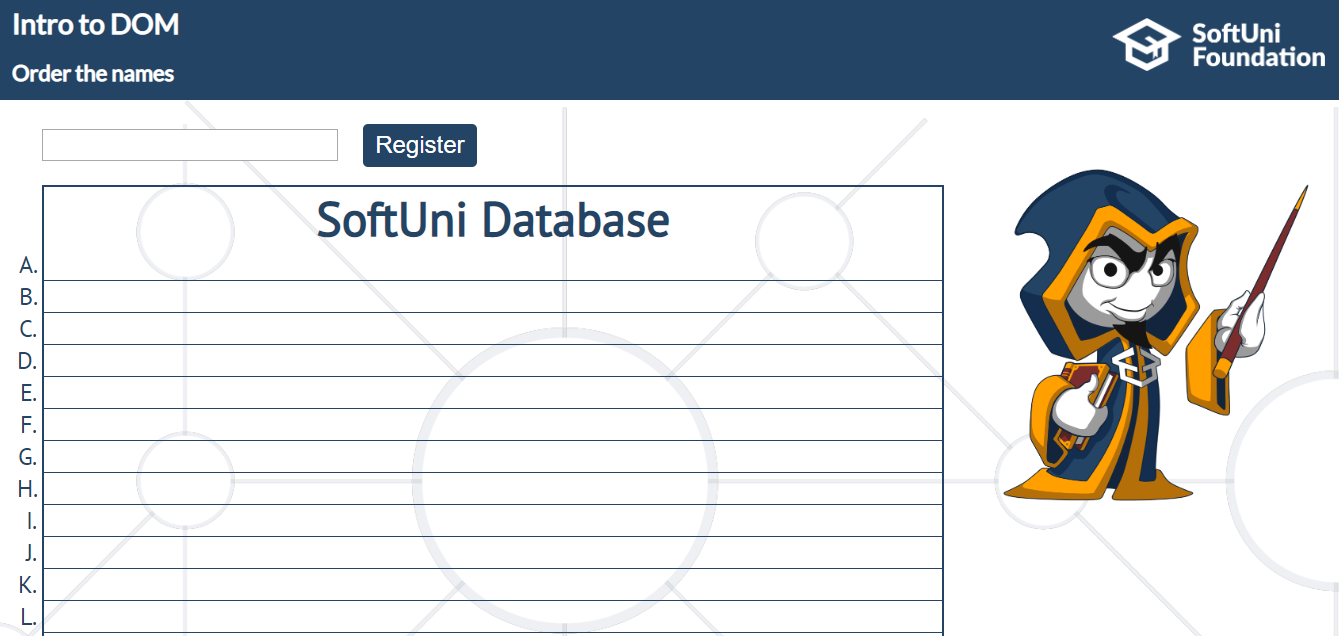 Intro to DOM
Order the names
SoftUni
Foundation
Register
SoftUni Database
A.
B.
C.
D.
E.
F.
G.
H.
I.
J.
K.
L.